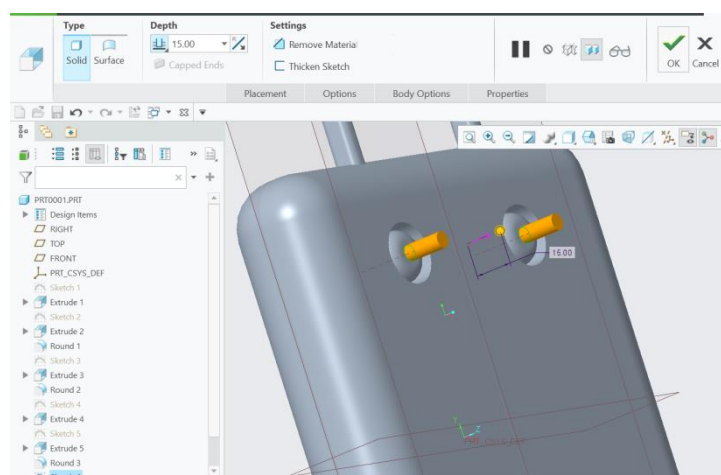 Type
Depth
Settings
Solid
Surface
15.00
Capped Ends
Remove Material
Thicken Sketch
OK
Cancel
Placement
Options
Body Options
Properties
PRT0001.PRT
Design Items
RIGHT
TOP
FRONT
PRT_CSYS_DEF
Sketch 1
Extrude 1
Sketch 2
Extrude 2
Round 1
Sketch 3
Extrude 3
Round 2
Sketch 4
Extrude 4
Sketch 5
Extrude 5
Round 3
15.00
Y
Z
PRT_CSYS_DEF